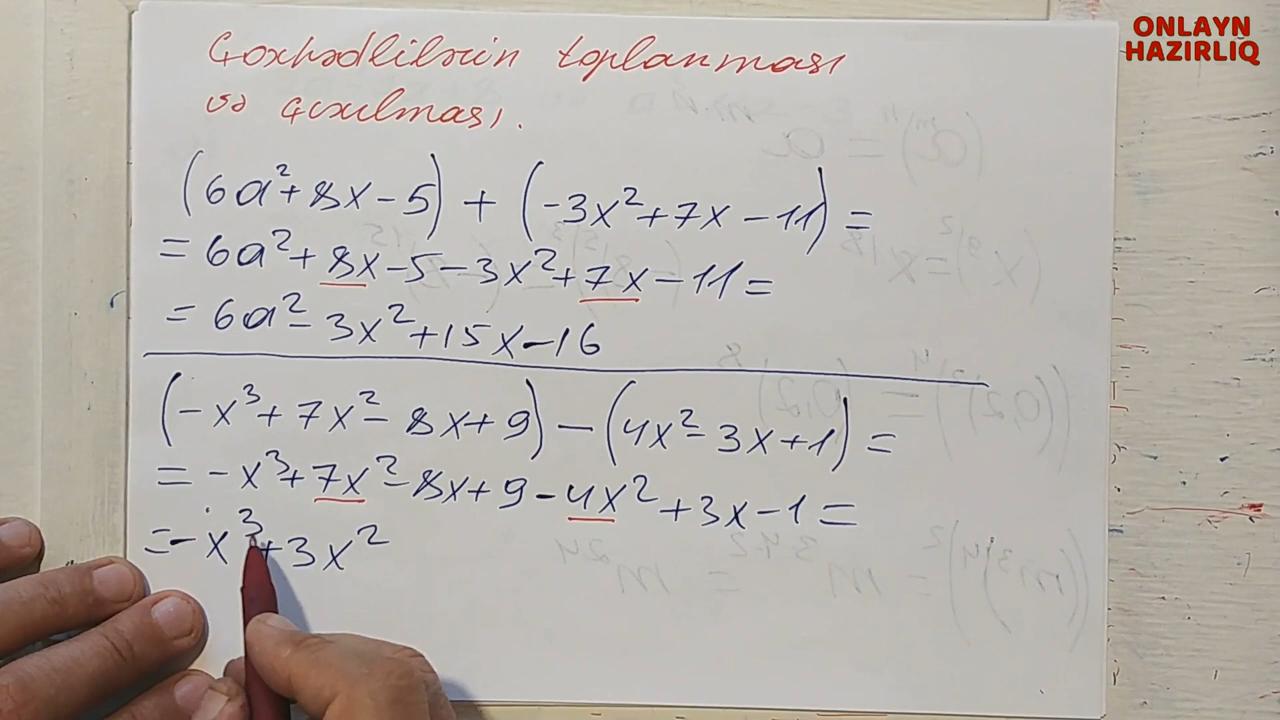 ONLAYN
HAZIRLIQ
Çoxhədlilərin toplanması
və çıxılması.
(6a²+8x-5)+(-3x²+7x-11)=
=6a²+8x-5-3x²+7x-11=
=6a²-3x²+15x-16
(-x³+7x²-8x+9)-(4x²-3x+1)=
=-x³+7x²-8x+9-4x²+3x-1=
=-x³+3x²